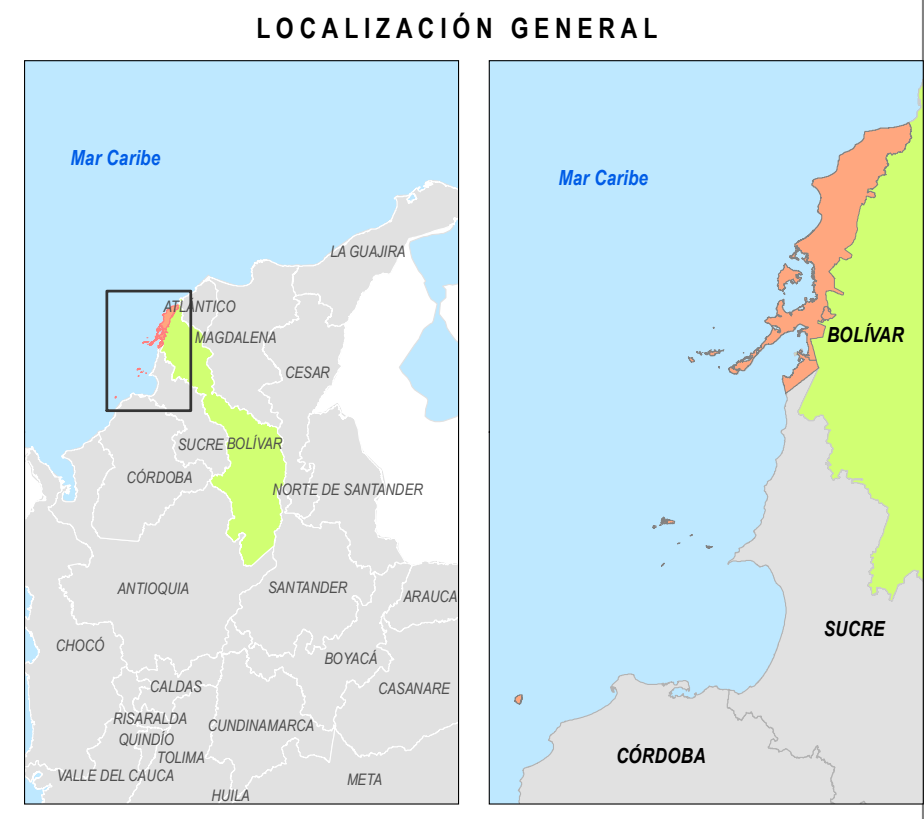 LOCALIZACIÓN GENERAL
Mar Caribe
LA GUAJIRA
ATLÁNTICO
MAGDALENA
CESAR
SUCRE
BOLÍVAR
CÓRDOBA
NORTE DE SANTANDER
ANTIOQUIA
SANTANDER
ARAUCA
CHOCÓ
BOYACÁ
CALDAS
CASANARE
RISARALDA
CUNDINAMARCA
QUINDÍO
TOLIMA
VALLE DEL CAUCA
META
HUILA
Mar Caribe
BOLÍVAR
SUCRE
CÓRDOBA